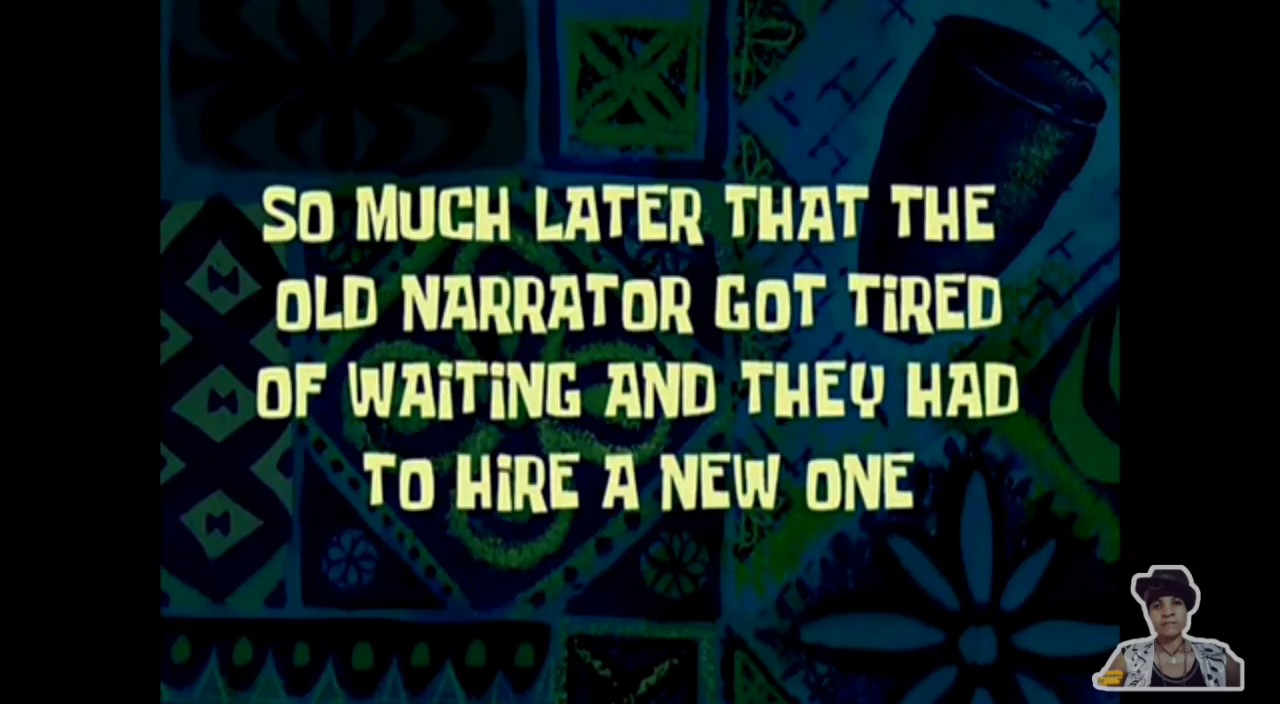 SO MUCH LATER THAT THE
OLD NARRATOR GOT TIRED
OF WAITING AND THEY HAD
TO HIRE A NEW ONE